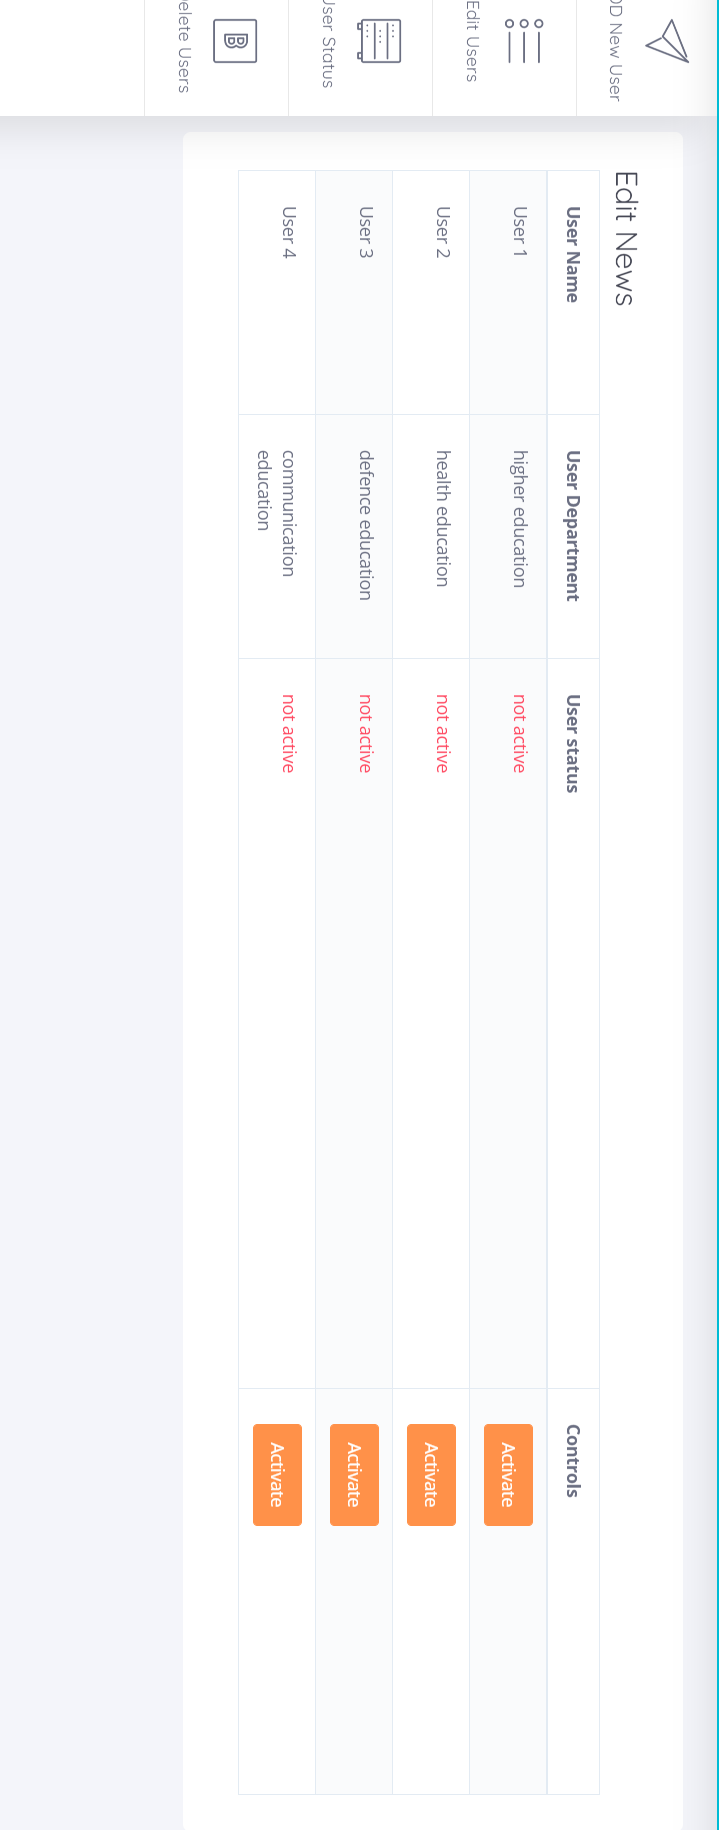 DD New User
Edit Users
User Status
elete Users
Edit News
User Name
User Department
User status
Controls
User 1
higher education
not active
Activate
User 2
health education
not active
Activate
User 3
defence education
not active
Activate
User 4
communication
education
not active
Activate